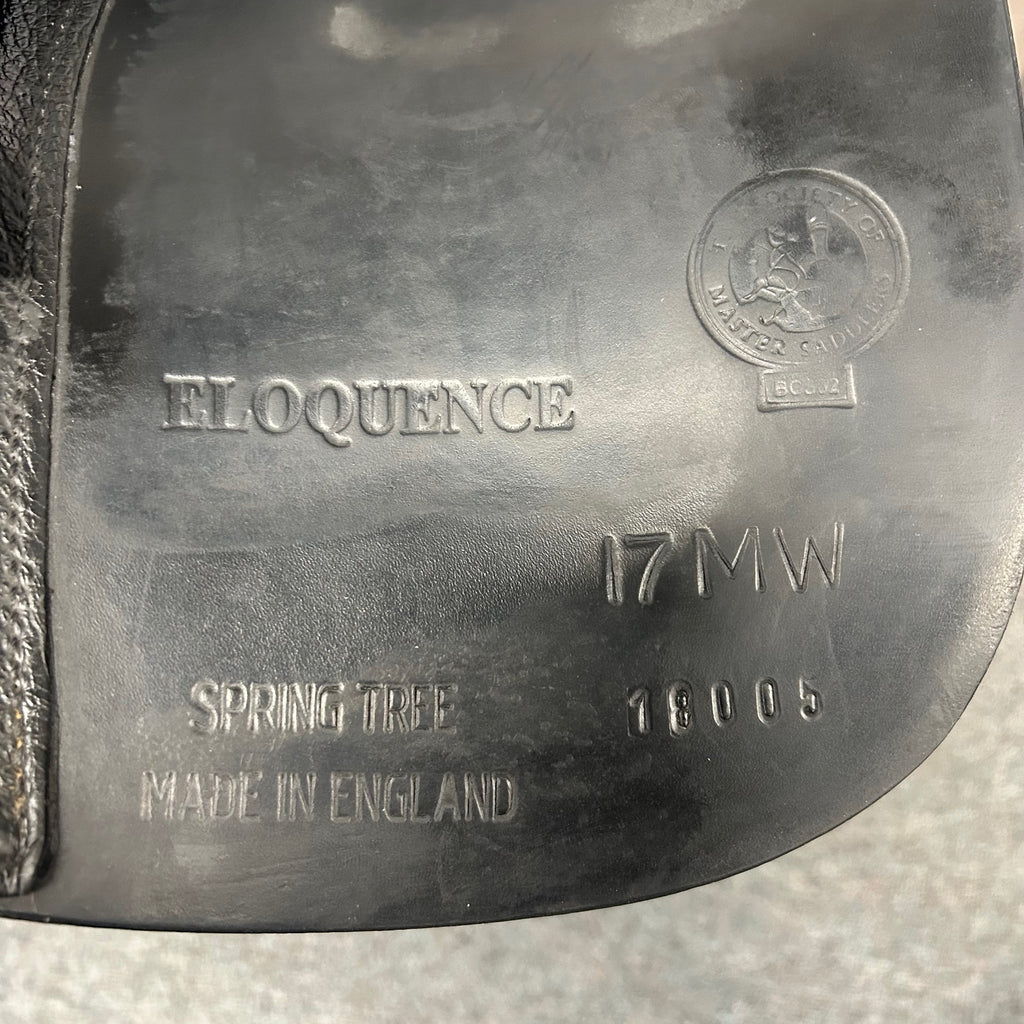 SOCIETY OF
MASTER SADDLERS
ELOQUENCE
17MW
SPRING TREE
18005
MADE IN ENGLAND